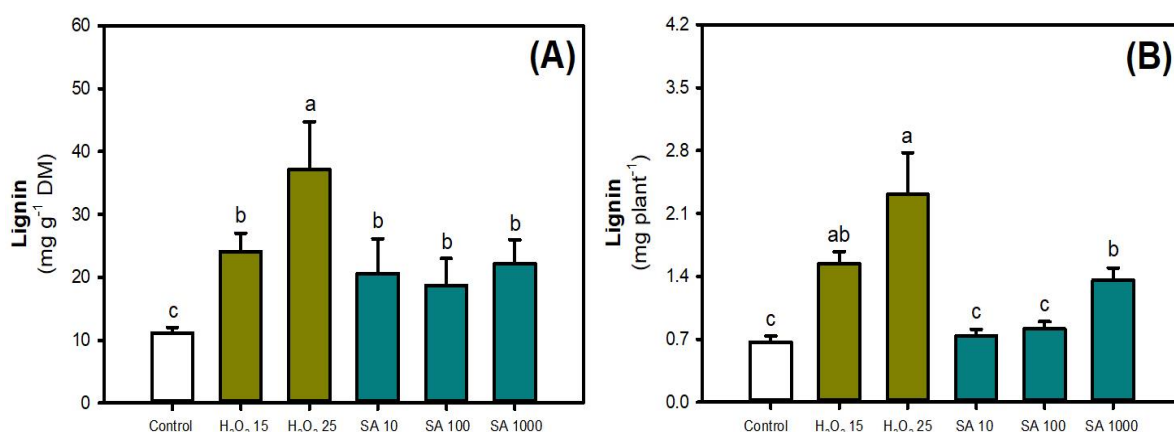 (A)
Lignin
(mg g⁻¹ DM)
60
50
40
30
20
10
0
c
b
a
b
b
b
Control
H₂O₂ 15
H₂O₂ 25
SA 10
SA 100
SA 1000
(B)
Lignin
(mg plant⁻¹)
4.2
3.5
2.8
2.1
1.4
0.7
0.0
c
ab
a
c
c
b
Control
H₂O₂ 15
H₂O₂ 25
SA 10
SA 100
SA 1000